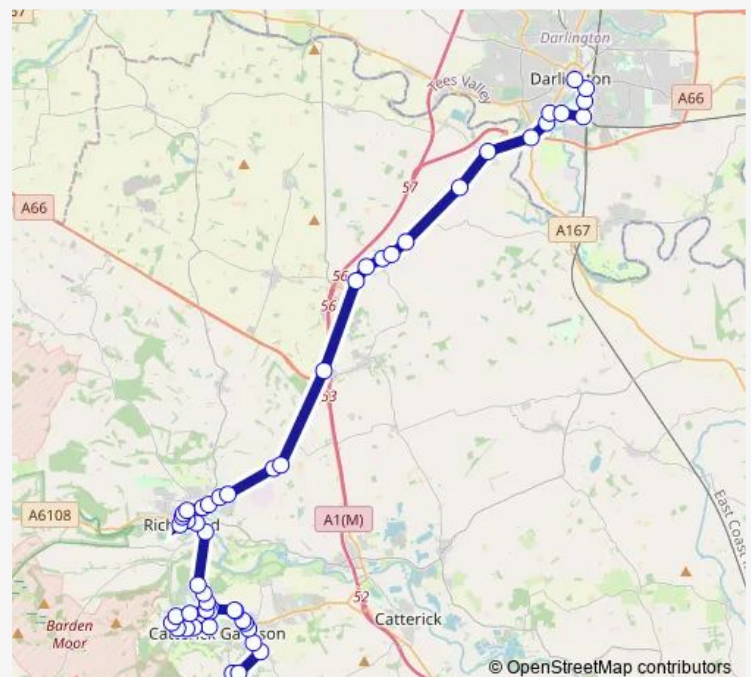 Darlington
Tees Valley
A66
57
A66
A167
56
56
53
A6108
A1(M)
East Coast
52
Catterick
Barden
Moor
© OpenStreetMap contributors